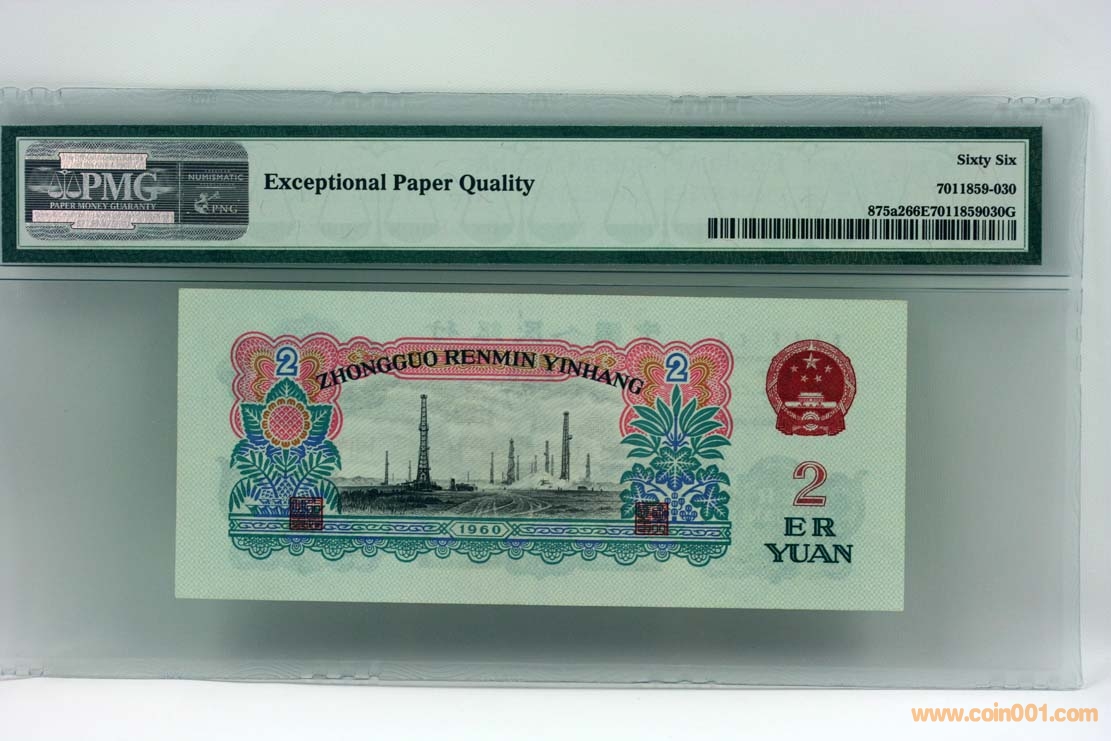 PMG
PAPER MONEY GUARANTY
NUMISMATIC
PNG
Exceptional Paper Quality
Sixty Six
7011859-030
875a266E7011859030G
2
ZHONGGUO RENMIN YINHANG
2
1960
2
ER
YUAN
www.coin001.com